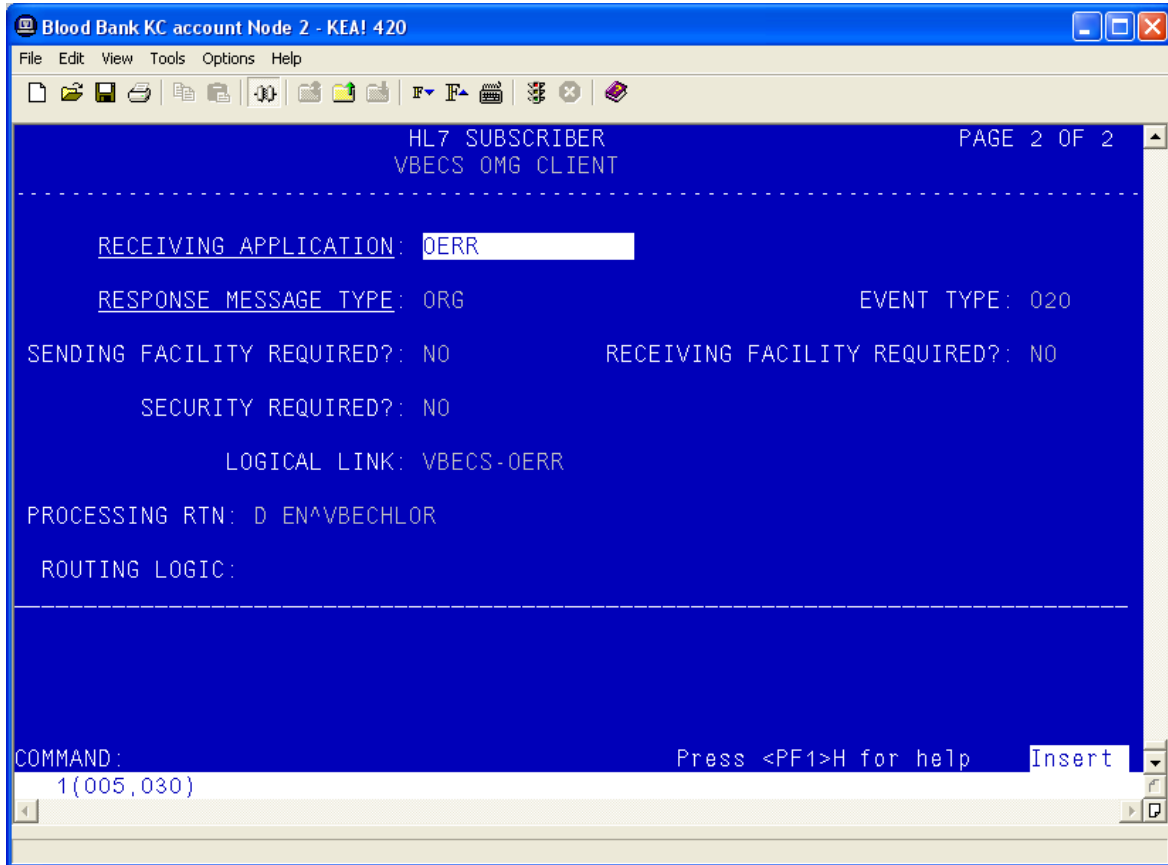 Blood Bank KC account Node 2 - KEA! 420
File Edit View Tools Options Help
HL7 SUBSCRIBER PAGE 2 OF 2
VBECS OMG CLIENT
RECEIVING APPLICATION: OERR
RESPONSE MESSAGE TYPE: ORG EVENT TYPE: O20
SENDING FACILITY REQUIRED?: NO RECEIVING FACILITY REQUIRED?: NO
SECURITY REQUIRED?: NO
LOGICAL LINK: VBECS-OERR
PROCESSING RTN: D EN^VBECHLOR
ROUTING LOGIC:
COMMAND: Press <PF1>H for help Insert
1(005,030)